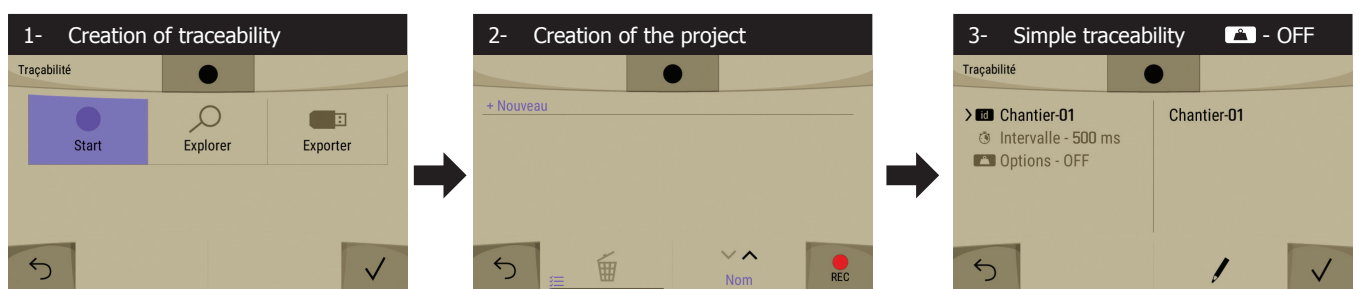 1- Creation of traceability
Traçabilité
Start
Explorer
Exporter
2- Creation of the project
+ Nouveau
Nom
REC
3- Simple traceability - OFF
Traçabilité
id Chantier-01
Intervalle - 500 ms
Options - OFF
Chantier-01